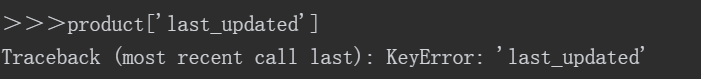 ＞＞＞product['last_updated']
Traceback (most recent call last): KeyError: 'last_updated'